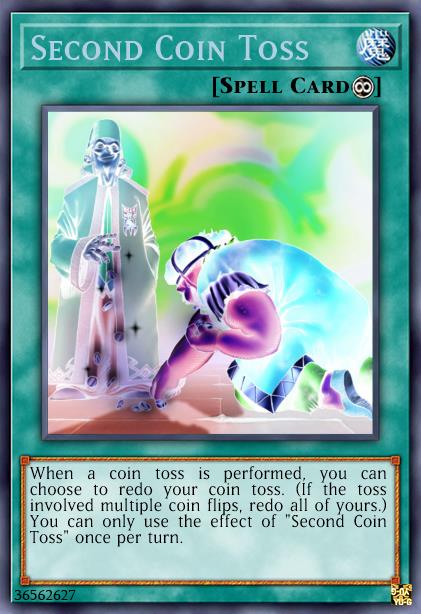 Second Coin Toss
魔
[Spell Card]
When a coin toss is performed, you can
choose to redo your coin toss. (If the toss
involved multiple coin flips, redo all of yours.)
You can only use the effect of "Second Coin
Toss" once per turn.
36562627